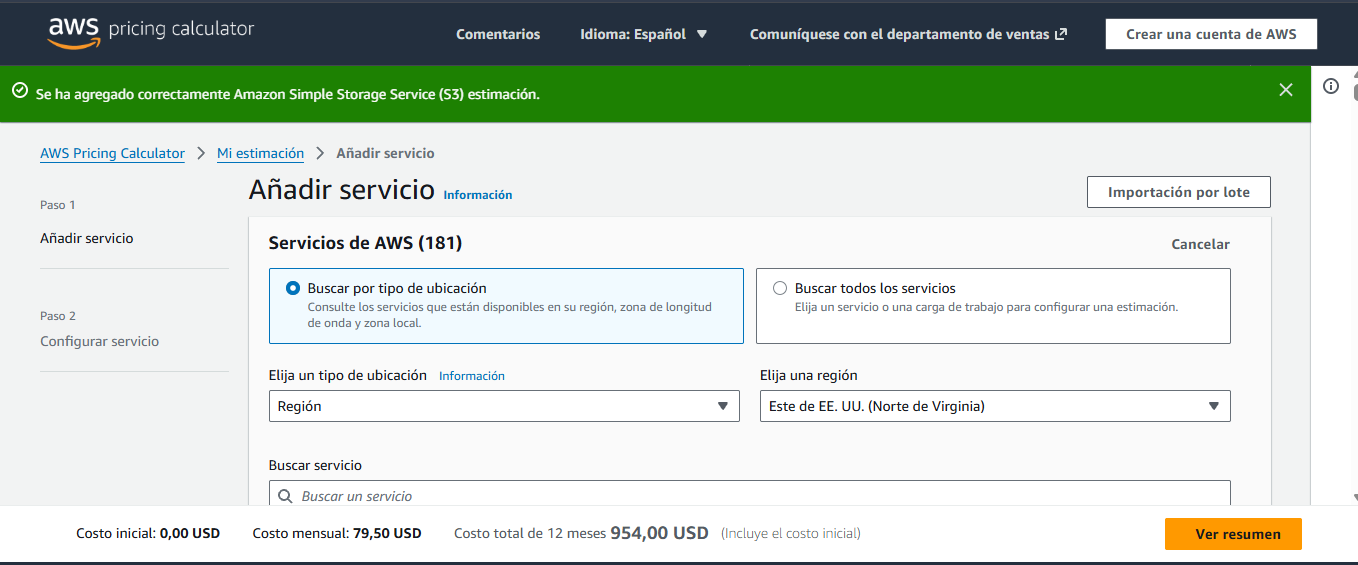 aws pricing calculator
Comentarios
Idioma: Español
Comuníquese con el departamento de ventas
Crear una cuenta de AWS
Se ha agregado correctamente Amazon Simple Storage Service (S3) estimación.
AWS Pricing Calculator
Mi estimación
Añadir servicio
Paso 1
Añadir servicio
Paso 2
Configurar servicio
Añadir servicio
Información
Importación por lote
Servicios de AWS (181)
Cancelar
Buscar por tipo de ubicación
Consulte los servicios que están disponibles en su región, zona de longitud
de onda y zona local.
Buscar todos los servicios
Elija un servicio o una carga de trabajo para configurar una estimación.
Elija un tipo de ubicación
Información
Región
Elija una región
Este de EE. UU. (Norte de Virginia)
Buscar servicio
Buscar un servicio
Costo inicial: 0,00 USD
Costo mensual: 79,50 USD
Costo total de 12 meses 954,00 USD (Incluye el costo inicial)
Ver resumen